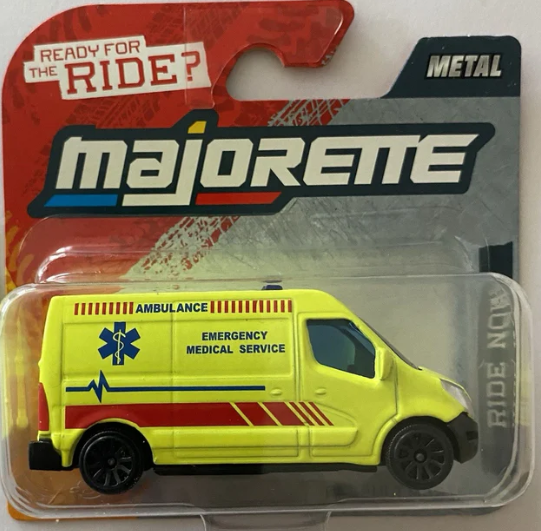 READY FOR
THE RIDE?
METAL
majorette
AMBULANCE
EMERGENCY
MEDICAL SERVICE
RIDE NOW